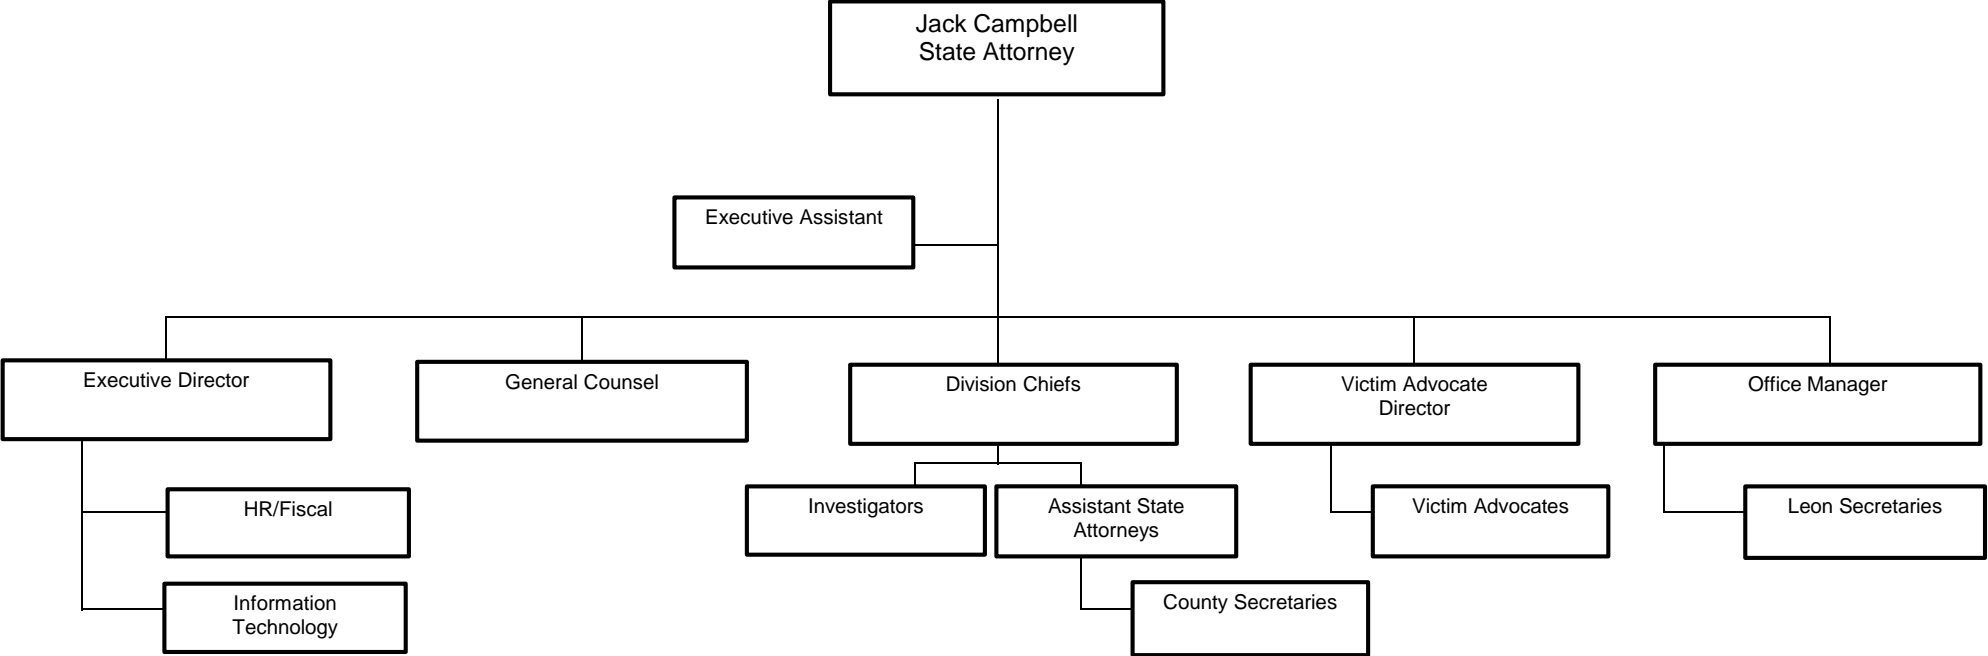 Jack Campbell
State Attorney
Executive Assistant
Executive Director
General Counsel
Division Chiefs
Victim Advocate
Director
Office Manager
HR/Fiscal
Investigators
Assistant State
Attorneys
Victim Advocates
Leon Secretaries
Information
Technology
County Secretaries